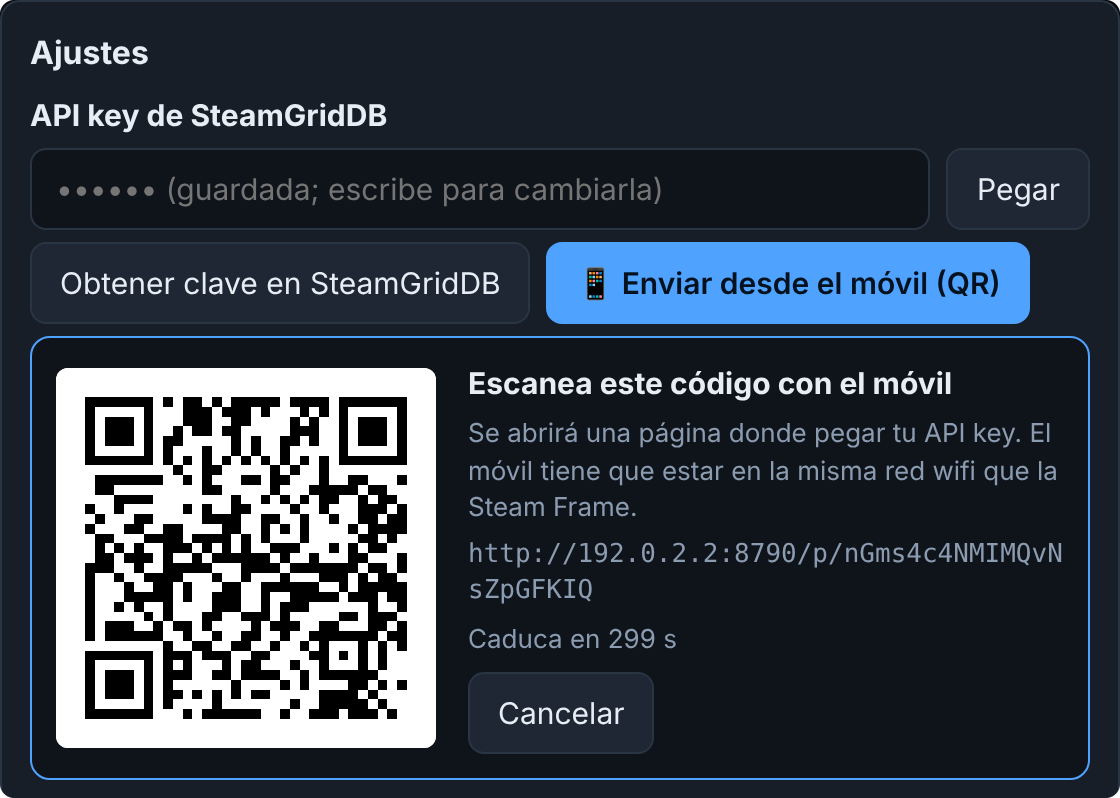 Ajustes
API key de SteamGridDB
•••••• (guardada; escribe para cambiarla)
Pegar
Obtener clave en SteamGridDB
📱 Enviar desde el móvil (QR)
Escanea este código con el móvil
Se abrirá una página donde pegar tu API key. El
móvil tiene que estar en la misma red wifi que la
Steam Frame.
http://192.0.2.2:8790/p/nGms4c4NMIMQvN
sZpGFKIQ
Caduca en 299 s
Cancelar